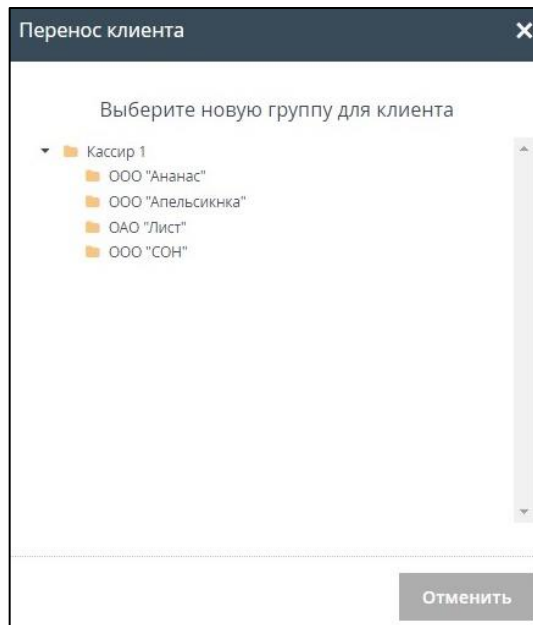 Перенос клиента
Выберите новую группу для клиента
Кассир 1
ООО "Ананас"
ООО "Апельсикнка"
ОАО "Лист"
ООО "СОН"
Отменить